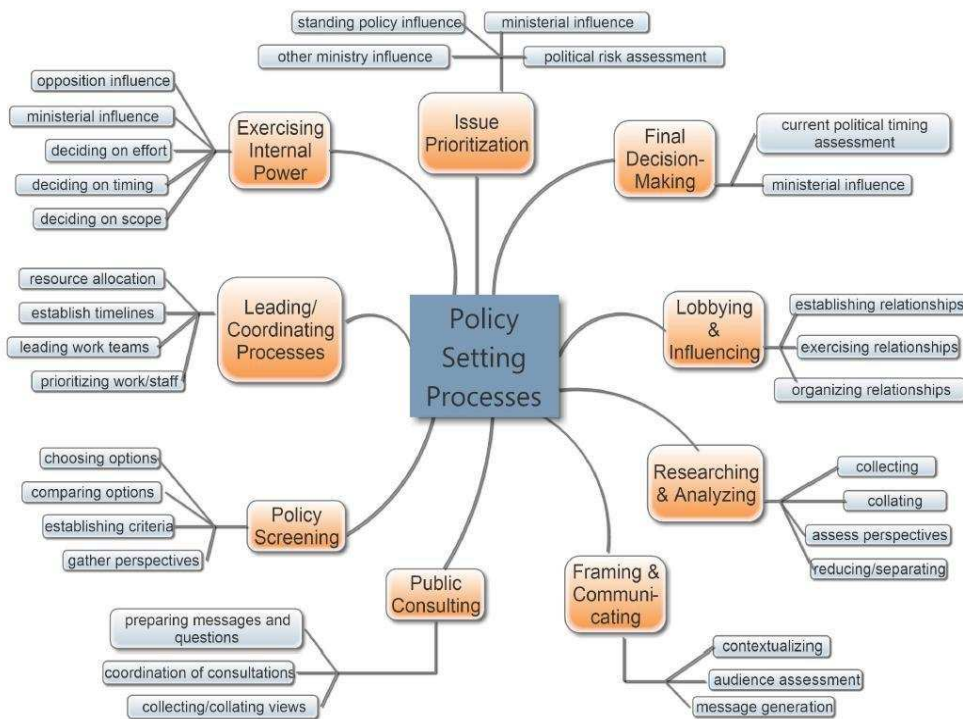 standing policy influence
ministerial influence
other ministry influence
political risk assessment
Issue
Prioritization
opposition influence
ministerial influence
deciding on effort
deciding on timing
deciding on scope
Exercising
Internal
Power
Final
Decision-
Making
current political timing
assessment
ministerial influence
resource allocation
establish timelines
leading work teams
prioritizing work/staff
Leading/
Coordinating
Processes
Policy
Setting
Processes
Lobbying
&
Influencing
establishing relationships
exercising relationships
organizing relationships
choosing options
comparing options
establishing criteria
gather perspectives
Policy
Screening
Researching
& Analyzing
collecting
collating
assess perspectives
reducing/separating
Public
Consulting
preparing messages and
questions
coordination of consultations
collecting/collating views
Framing &
Communi-
cating
contextualizing
audience assessment
message generation